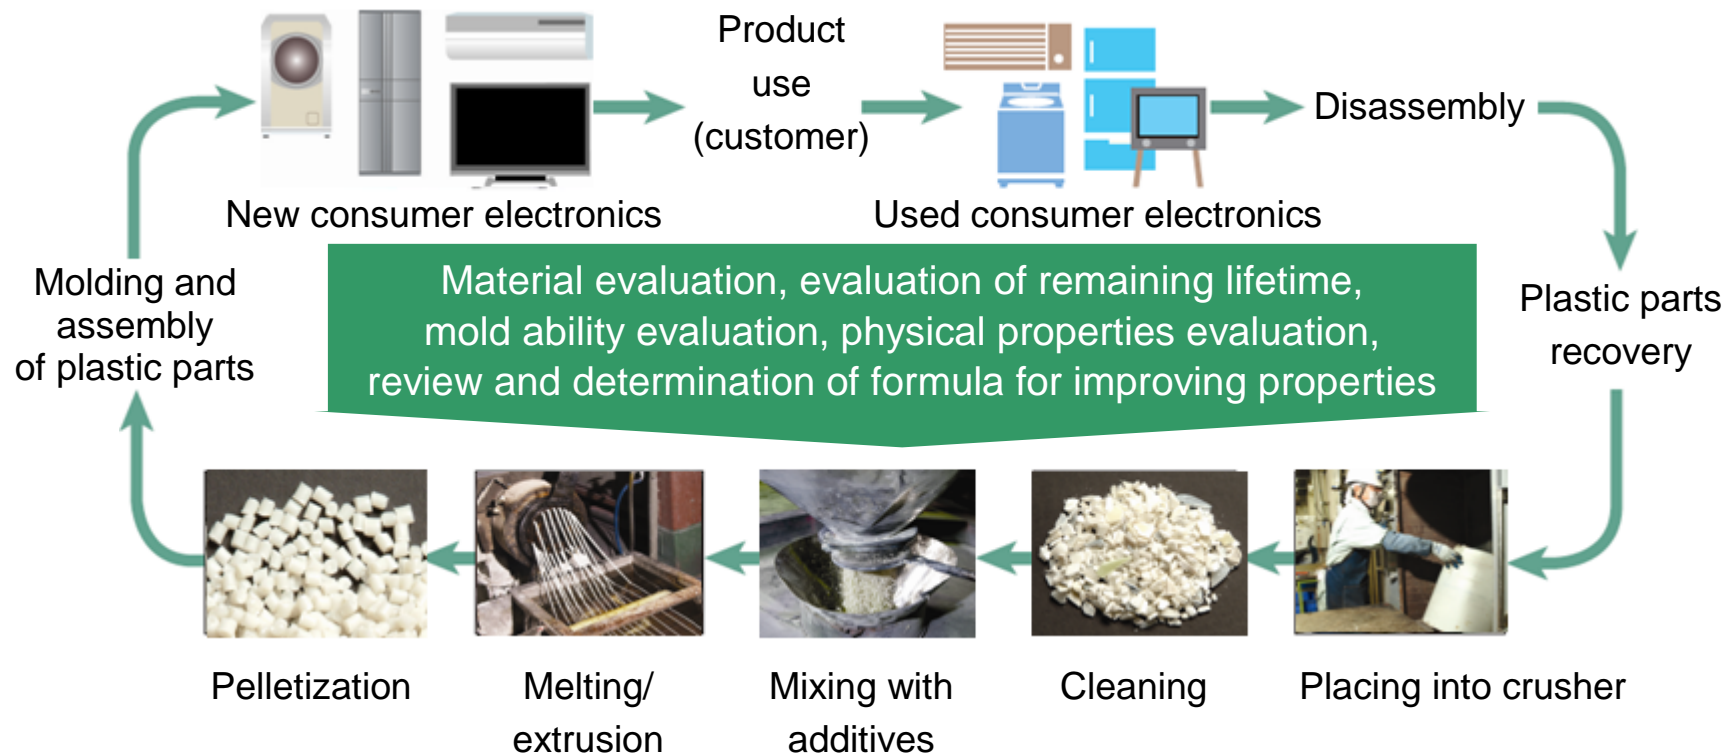 Product
use
(customer)
Disassembly
New consumer electronics
Used consumer electronics
Molding and
assembly
of plastic parts
Material evaluation, evaluation of remaining lifetime,
mold ability evaluation, physical properties evaluation,
review and determination of formula for improving properties
Plastic parts
recovery
Pelletization
Melting/
extrusion
Mixing with
additives
Cleaning
Placing into crusher